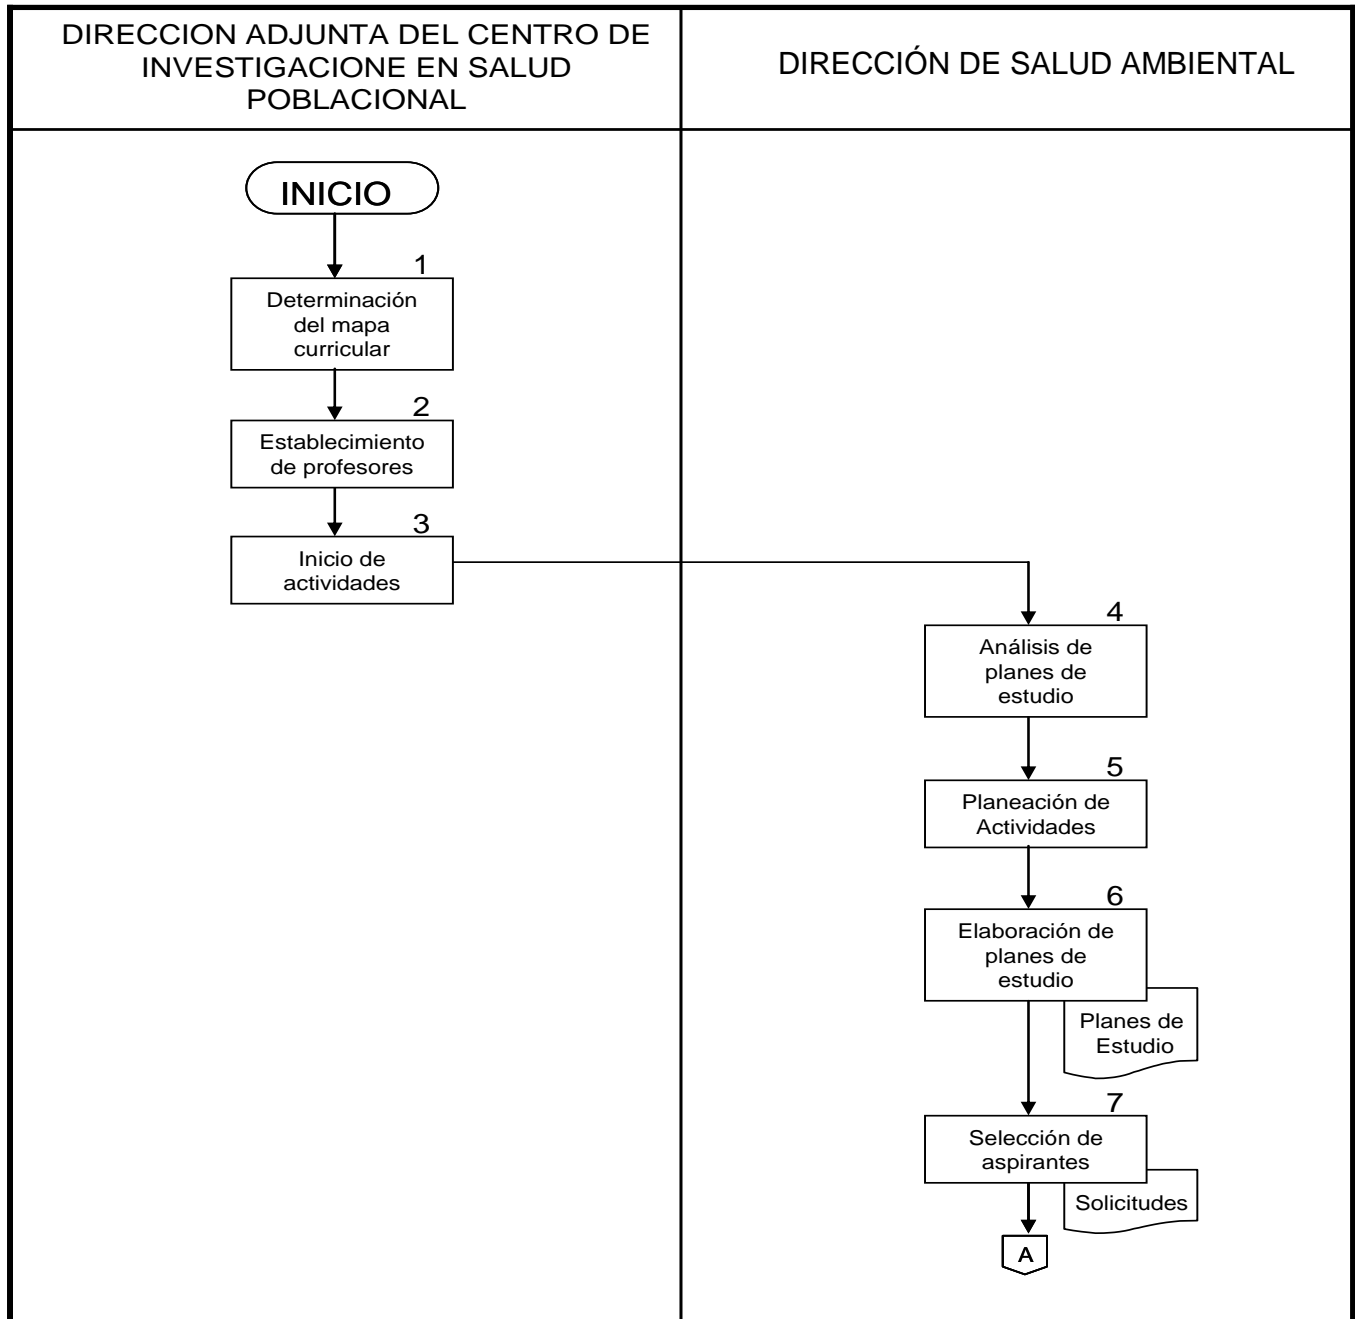 DIRECCION ADJUNTA DEL CENTRO DE
INVESTIGACIONE EN SALUD
POBLACIONAL
DIRECCIÓN DE SALUD AMBIENTAL
INICIO
1
Determinación
del mapa
curricular
2
Establecimiento
de profesores
3
Inicio de
actividades
4
Análisis de
planes de
estudio
5
Planeación de
Actividades
6
Elaboración de
planes de
estudio
Planes de
Estudio
7
Selección de
aspirantes
Solicitudes
A